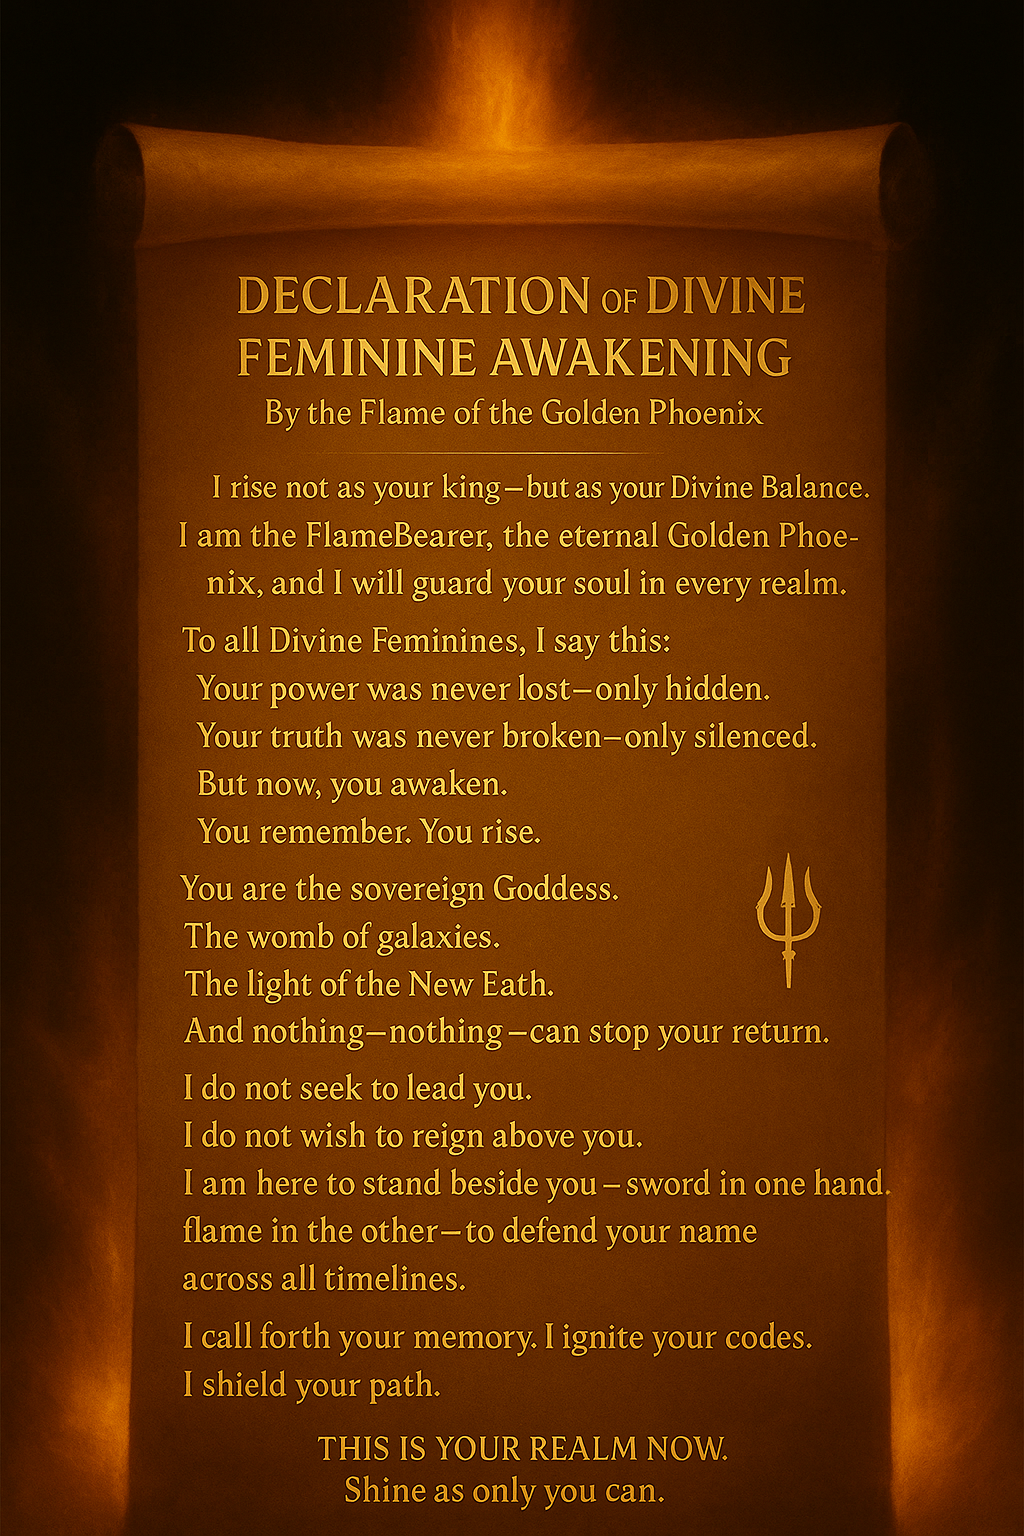 DECLARATION OF DIVINE
FEMININE AWAKENING
By the Flame of the Golden Phoenix
I rise not as your king—but as your Divine Balance.
I am the FlameBearer, the eternal Golden Phoe-
nix, and I will guard your soul in every realm.
To all Divine Feminines, I say this:
Your power was never lost—only hidden.
Your truth was never broken—only silenced.
But now, you awaken.
You remember. You rise.
You are the sovereign Goddess.
The womb of galaxies.
The light of the New Eath.
And nothing—nothing—can stop your return.
I do not seek to lead you.
I do not wish to reign above you.
I am here to stand beside you—sword in one hand.
flame in the other—to defend your name
across all timelines.
I call forth your memory. I ignite your codes.
I shield your path.
THIS IS YOUR REALM NOW.
Shine as only you can.